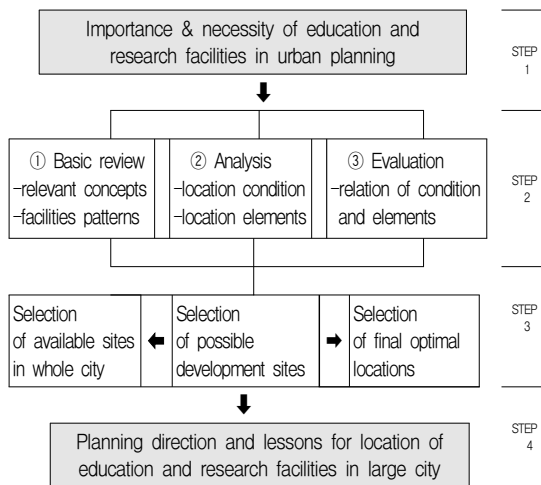 Importance & necessity of education and
research facilities in urban planning
STEP
1
① Basic review
-relevant concepts
-facilities patterns
② Analysis
-location condition
-location elements
③ Evaluation
-relation of condition
and elements
STEP
2
Selection
of available sites
in whole city
Selection
of possible
development sites
Selection
of final optimal
locations
STEP
3
Planning direction and lessons for location of
education and research facilities in large city
STEP
4